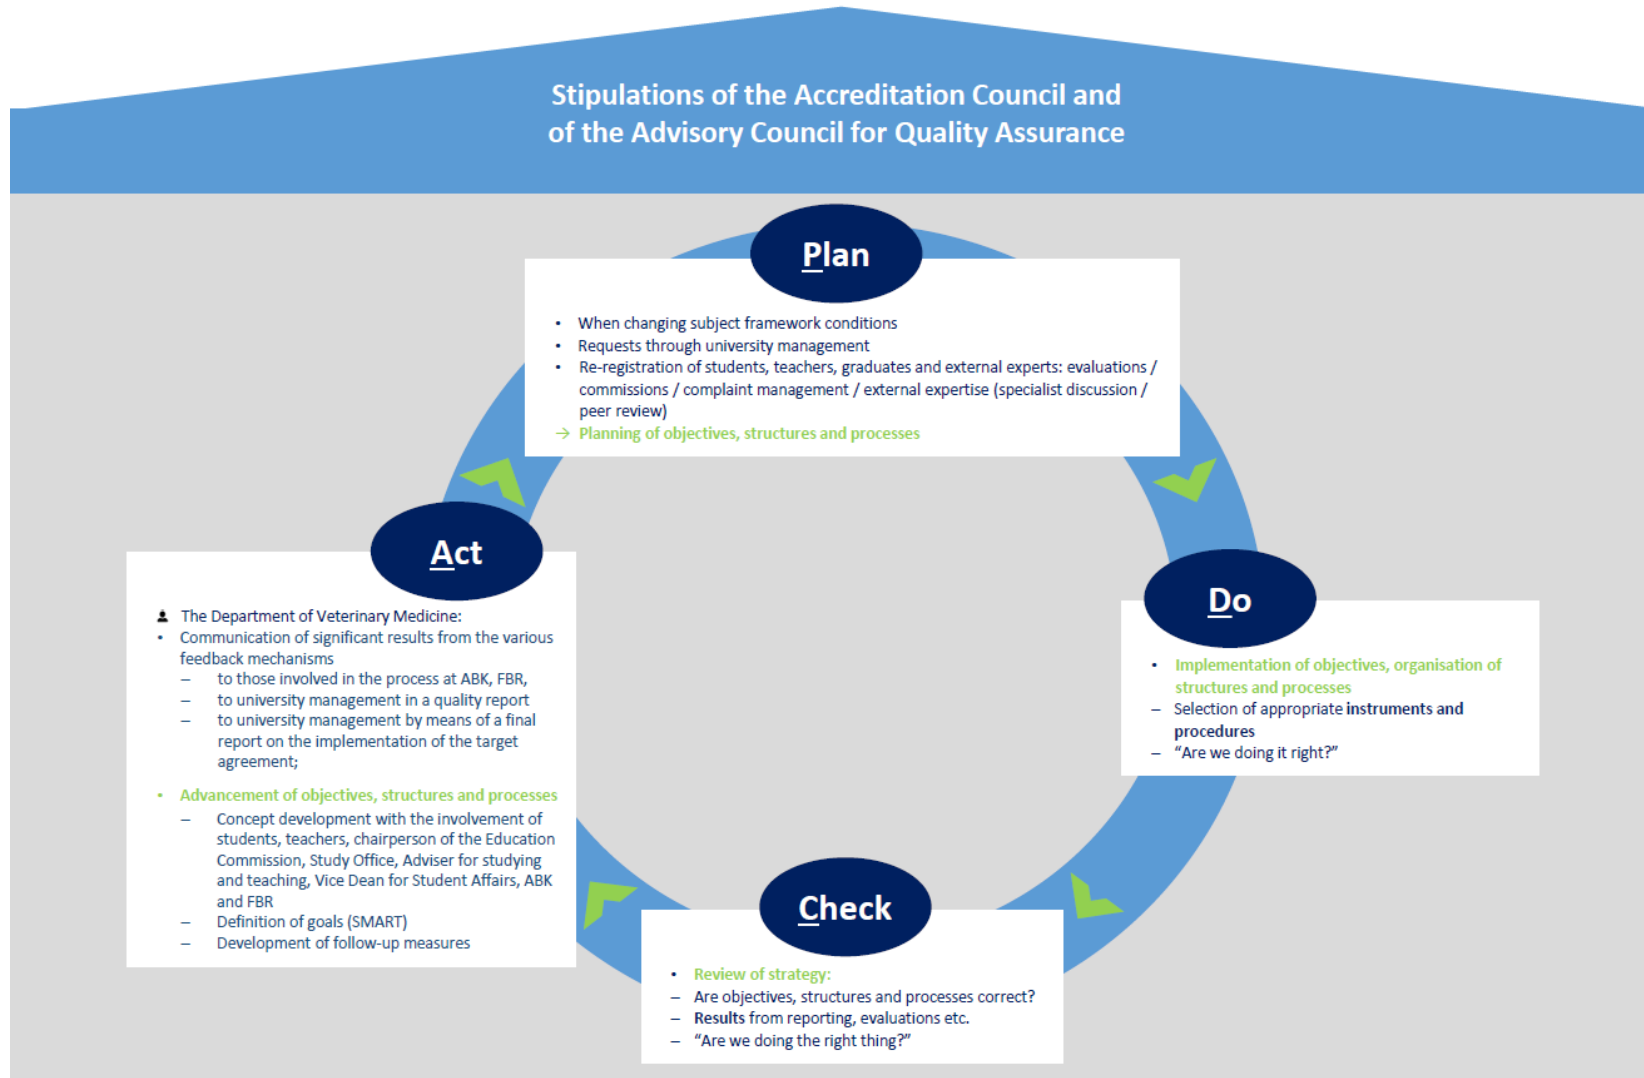 Stipulations of the Accreditation Council and
of the Advisory Council for Quality Assurance
Plan
• When changing subject framework conditions
• Requests through university management
• Re-registration of students, teachers, graduates and external experts: evaluations /
commissions / complaint management / external expertise (specialist discussion /
peer review)
→ Planning of objectives, structures and processes
Do
• Implementation of objectives, organisation of
structures and processes
– Selection of appropriate instruments and
procedures
– “Are we doing it right?”
Check
• Review of strategy:
– Are objectives, structures and processes correct?
– Results from reporting, evaluations etc.
– “Are we doing the right thing?”
Act
The Department of Veterinary Medicine:
• Communication of significant results from the various
feedback mechanisms
– to those involved in the process at ABK, FBR,
– to university management in a quality report
– to university management by means of a final
report on the implementation of the target
agreement;
• Advancement of objectives, structures and processes
– Concept development with the involvement of
students, teachers, chairperson of the Education
Commission, Study Office, Adviser for studying
and teaching, Vice Dean for Student Affairs, ABK
and FBR
– Definition of goals (SMART)
– Development of follow-up measures